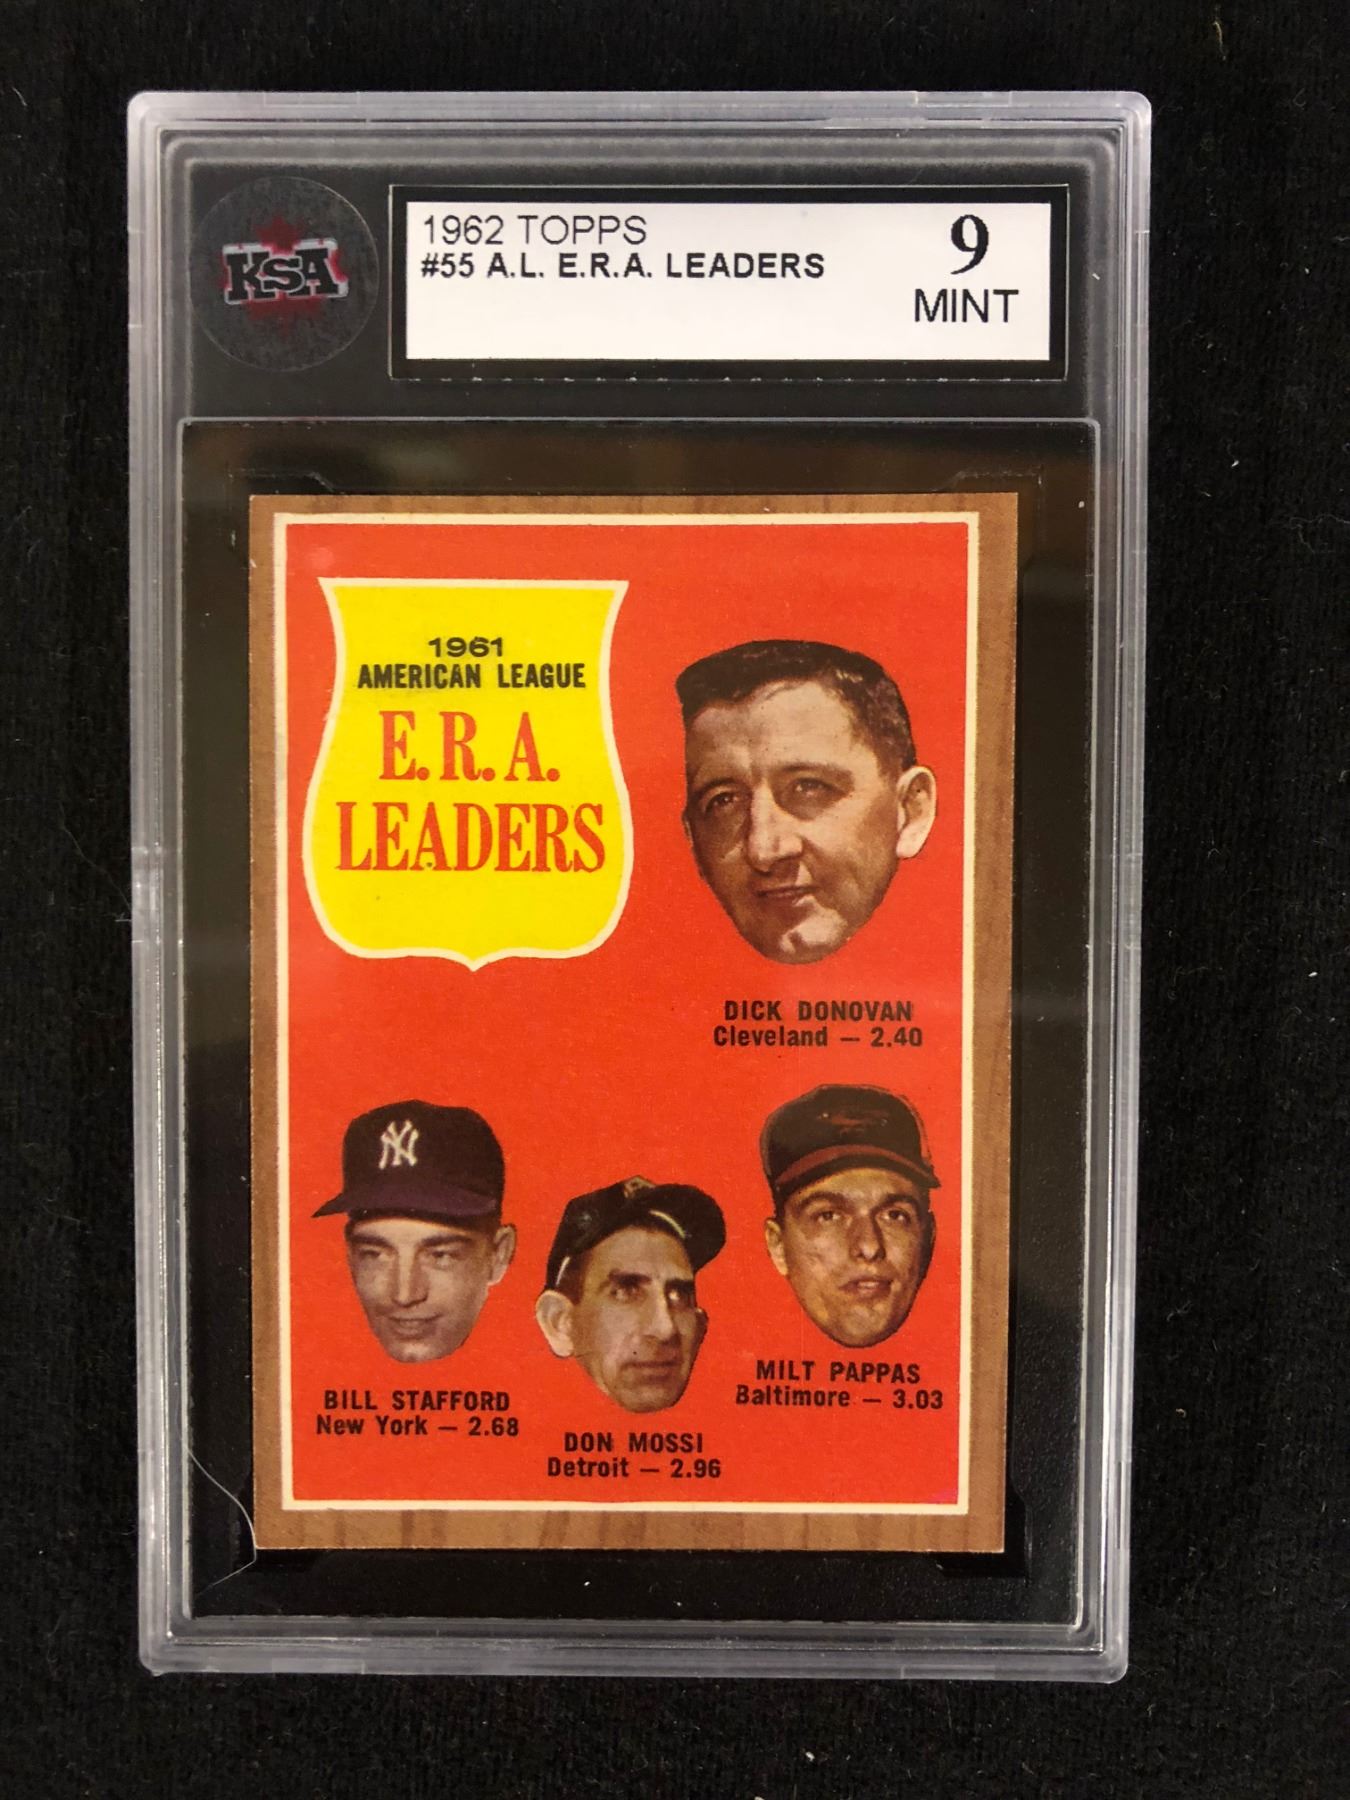 KSA
1962 TOPPS
#55 A.L. E.R.A. LEADERS
9
MINT
1961
AMERICAN LEAGUE
E.R.A.
LEADERS
DICK DONOVAN
Cleveland — 2.40
NY
BILL STAFFORD
New York — 2.68
DON MOSSI
Detroit — 2.96
MILT PAPPAS
Baltimore — 3.03